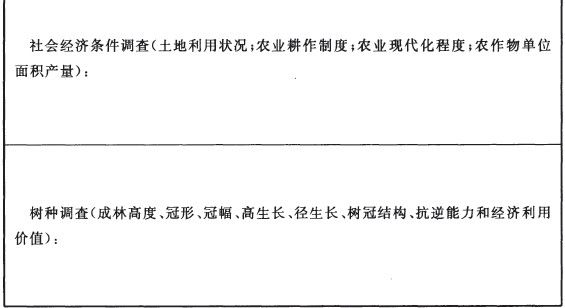 社会经济条件调查(土地利用状况;农业耕作制度;农业现代化程度;农作物单位
面积产量):
树种调查(成林高度、冠形、冠幅、高生长、径生长、树冠结构、抗逆能力和经济利用
价值):